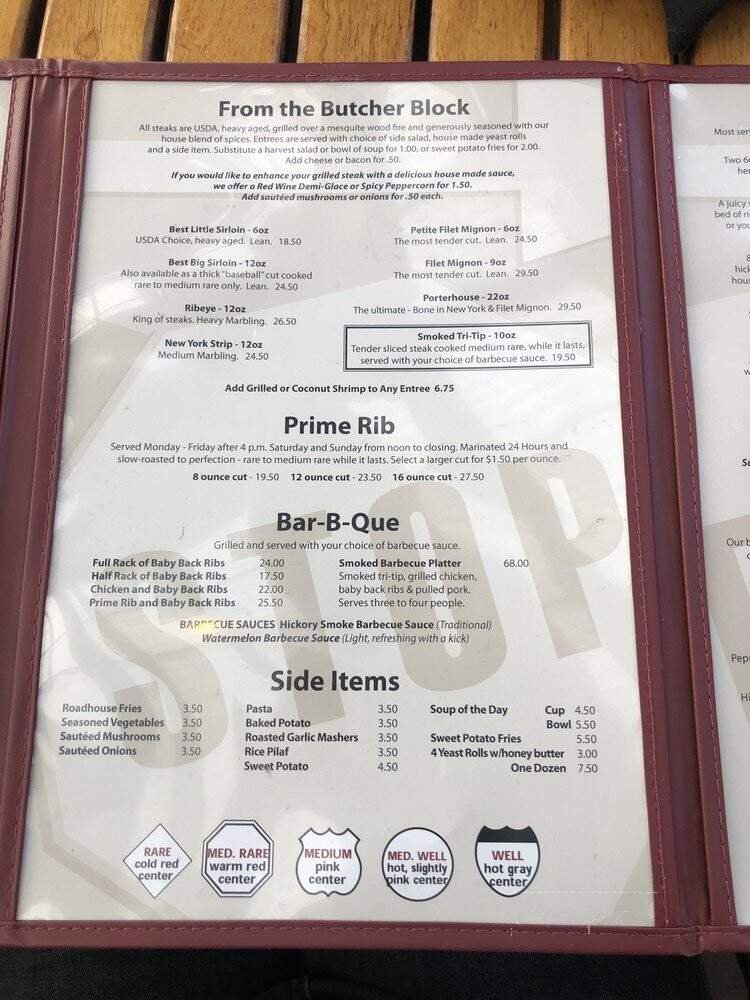 From the Butcher Block
All steaks are USDA, heavy aged, grilled over a mesquite wood fire and generously seasoned with our
house blend of spices. Entrees are served with choice of side salad, house made yeast rolls
and a side item. Substitute a harvest salad or bowl of soup for 1.00, or sweet potato fries for 2.00.
Add cheese or bacon for .50.
If you would like to enhance your grilled steak with a delicious house made sauce,
we offer a Red Wine Demi-Glace or Spicy Peppercorn for 1.50.
Add sautéed mushrooms or onions for .50 each.
Best Little Sirloin - 6oz
USDA Choice, heavy aged. Lean. 18.50
Best Big Sirloin - 12oz
Also available as a thick "baseball" cut cooked
rare to medium rare only. Lean. 24.50
Ribeye - 12oz
King of steaks. Heavy Marbling. 26.50
New York Strip - 12oz
Medium Marbling. 24.50
Petite Filet Mignon - 6oz
The most tender cut. Lean. 24.50
Filet Mignon - 9oz
The most tender cut. Lean. 29.50
Porterhouse - 22oz
The ultimate - Bone in New York & Filet Mignon. 29.50
Smoked Tri-Tip - 10oz
Tender sliced steak cooked medium rare, while it lasts,
served with your choice of barbecue sauce. 19.50
Add Grilled or Coconut Shrimp to Any Entree 6.75
Prime Rib
Served Monday - Friday after 4 p.m. Saturday and Sunday from noon to closing. Marinated 24 Hours and
slow-roasted to perfection - rare to medium rare while it lasts. Select a larger cut for $1.50 per ounce.
8 ounce cut - 19.50 12 ounce cut - 23.50 16 ounce cut - 27.50
Bar-B-Que
Grilled and served with your choice of barbecue sauce.
Full Rack of Baby Back Ribs 24.00
Half Rack of Baby Back Ribs 17.50
Chicken and Baby Back Ribs 22.00
Prime Rib and Baby Back Ribs 25.50
Smoked Barbecue Platter 68.00
Smoked tri-tip, grilled chicken,
baby back ribs & pulled pork.
Serves three to four people.
BARBECUE SAUCES Hickory Smoke Barbecue Sauce (Traditional)
Watermelon Barbecue Sauce (Light, refreshing with a kick)
STOP
Side Items
Roadhouse Fries 3.50
Seasoned Vegetables 3.50
Sautéed Mushrooms 3.50
Sautéed Onions 3.50
Pasta 3.50
Baked Potato 3.50
Roasted Garlic Mashers 3.50
Rice Pilaf 3.50
Sweet Potato 4.50
Soup of the Day Cup 4.50
Bowl 5.50
Sweet Potato Fries 5.50
4 Yeast Rolls w/honey butter 3.00
One Dozen 7.50
RARE
cold red
center
MED. RARE
warm red
center
MEDIUM
pink
center
MED. WELL
hot, slightly
pink center
WELL
hot gray
center
Most
Two
A juicy
bed of
or
Our